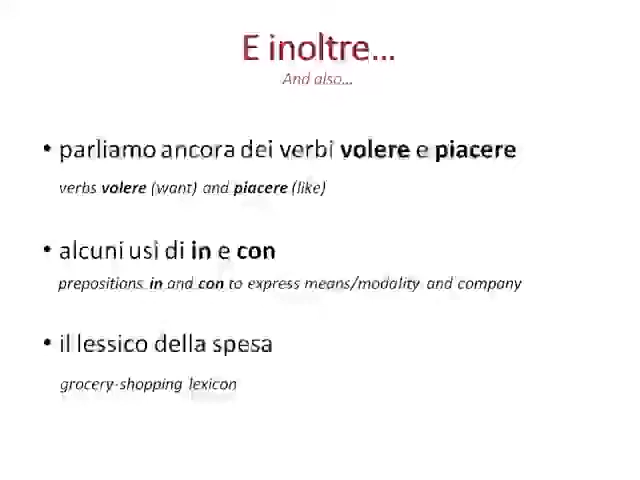 E inoltre...
And also...
• parliamo ancora dei verbi volere e piacere
verbs volere (want) and piacere (like)
• alcuni usi di in e con
prepositions in and con to express means/modality and company
• il lessico della spesa
grocery-shopping lexicon